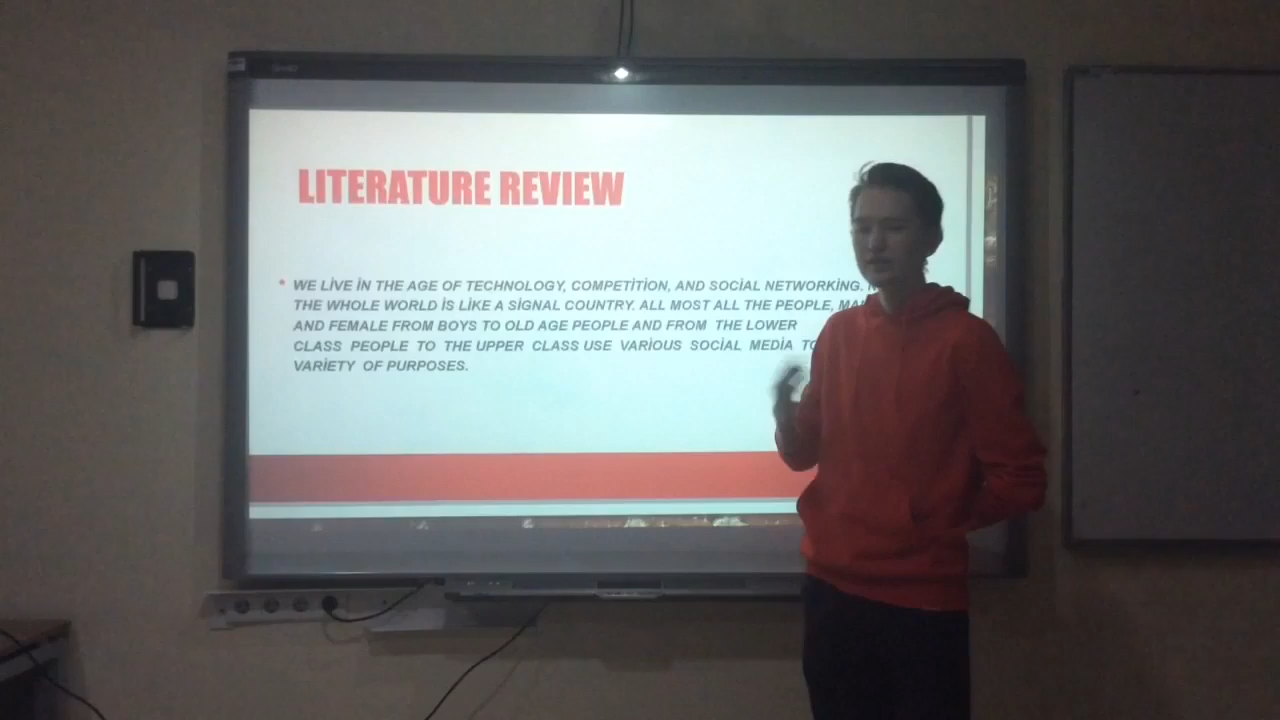 LITERATURE REVIEW
• WE LİVE İN THE AGE OF TECHNOLOGY, COMPETİTİON, AND SOCİAL NETWORKİNG.
THE WHOLE WORLD İS LİKE A SİGNAL COUNTRY. ALL MOST ALL THE PEOPLE,
AND FEMALE FROM BOYS TO OLD AGE PEOPLE AND FROM THE LOWER
CLASS PEOPLE TO THE UPPER CLASS USE VARİOUS SOCİAL MEDİA
VARİETY OF PURPOSES.